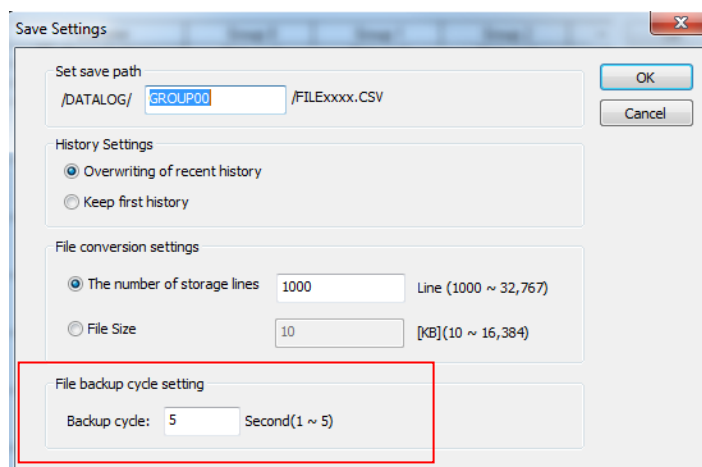 Save Settings
Set save path
/DATALOG/ GROUP00 /FILExxxx.CSV
OK
Cancel
History Settings
Overwriting of recent history
Keep first history
File conversion settings
The number of storage lines 1000 Line (1000 ~ 32,767)
File Size 10 [KB](10 ~ 16,384)
File backup cycle setting
Backup cycle: 5 Second(1 ~ 5)